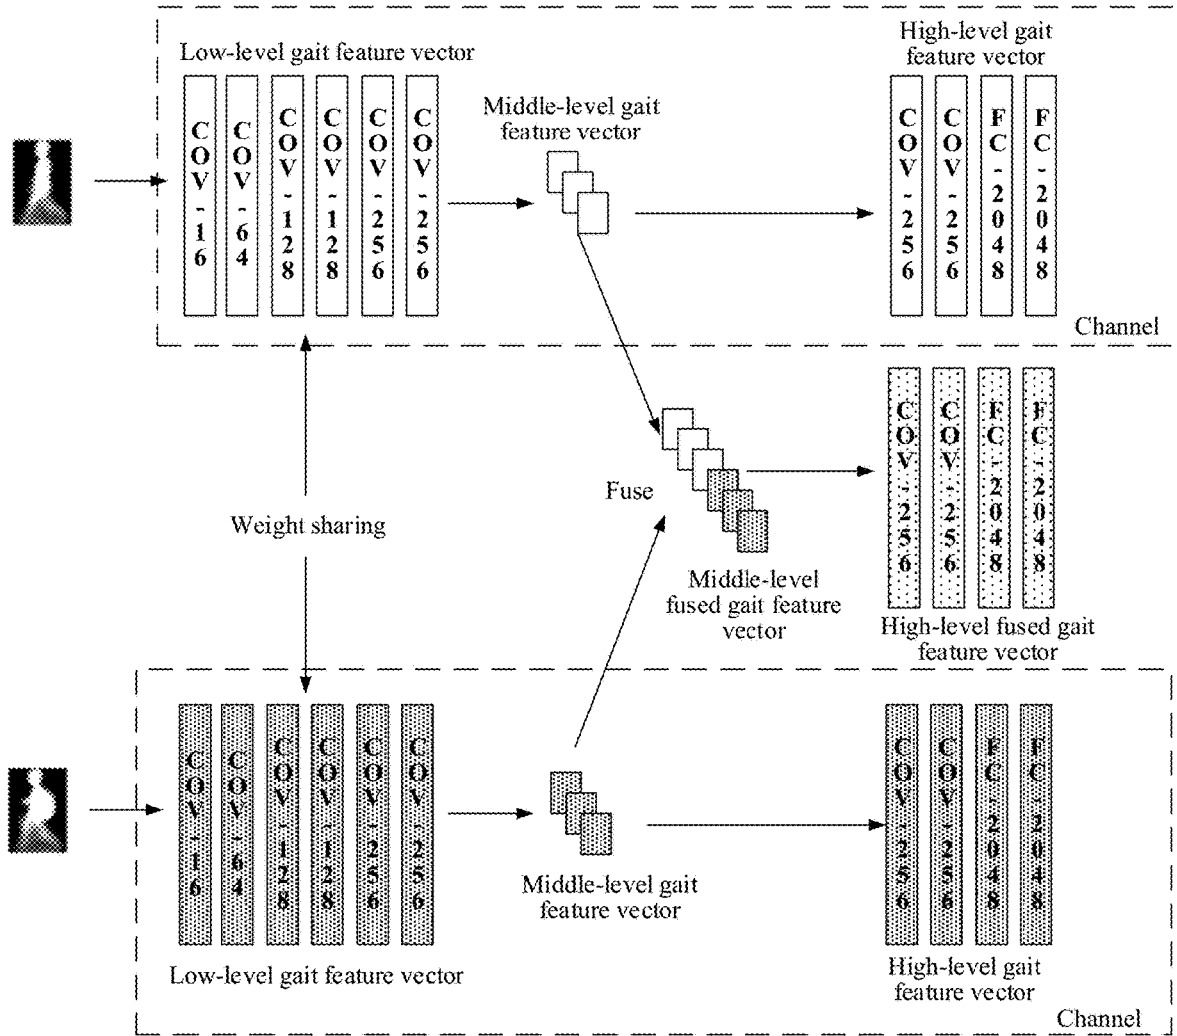 Low-level gait feature vector
COV-16
COV-64
COV-128
COV-128
COV-256
COV-256
Middle-level gait
feature vector
High-level gait
feature vector
COV-256
COV-256
FC-2048
FC-2048
Channel
Weight sharing
Fuse
Middle-level
fused gait feature
vector
COV-256
COV-256
FC-2048
FC-2048
High-level fused gait
feature vector
COV-16
COV-64
COV-128
COV-128
COV-256
COV-256
Low-level gait feature vector
Middle-level gait
feature vector
COV-256
COV-256
FC-2048
FC-2048
High-level gait
feature vector
Channel